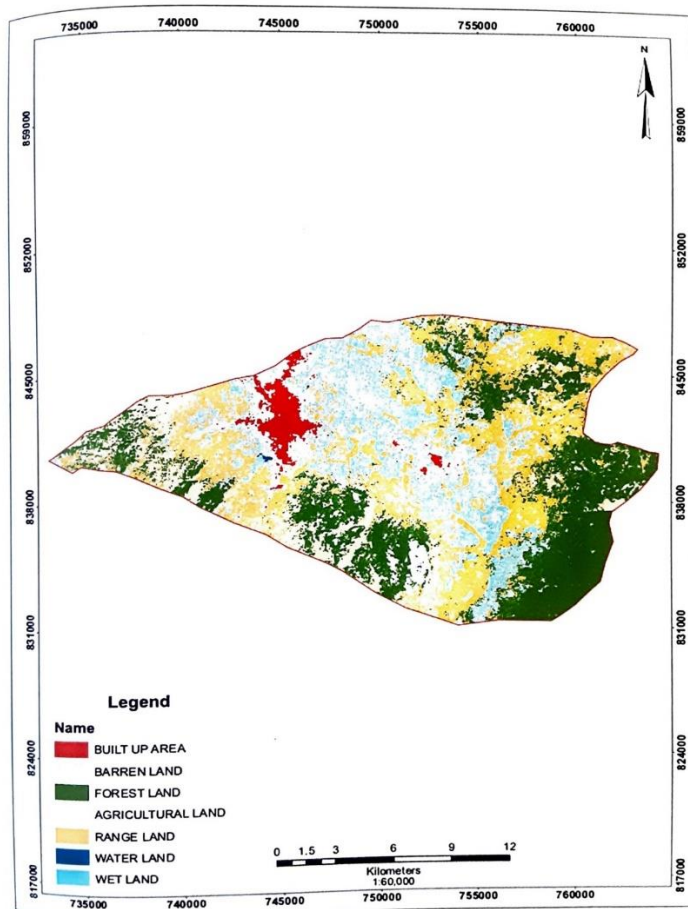 735000 740000 745000 750000 755000 760000
N
859000 859000
852000 852000
845000 845000
838000 838000
831000 831000
824000 824000
817000 817000
Legend
Name
BUILT UP AREA
BARREN LAND
FOREST LAND
AGRICULTURAL LAND
RANGE LAND
WATER LAND
WET LAND
0 1.5 3 6 9 12
Kilometers
1:60,000
735000 740000 745000 750000 755000 760000